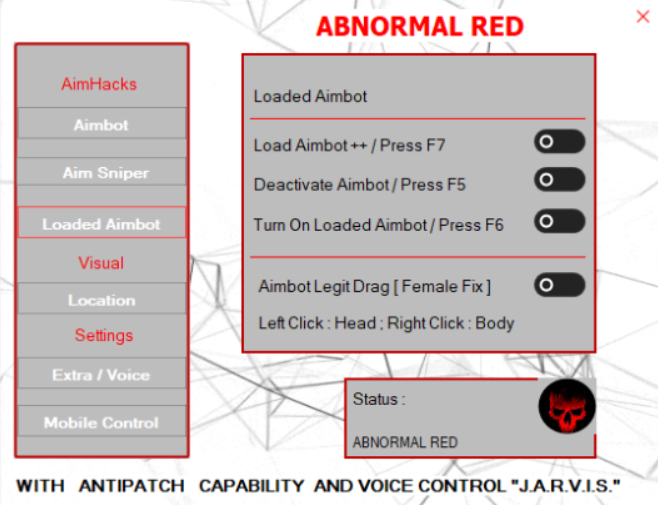 ABNORMAL RED
AimHacks
Aimbot
Aim Sniper
Loaded Aimbot
Visual
Location
Settings
Extra / Voice
Mobile Control
Loaded Aimbot
Load Aimbot ++ / Press F7
Deactivate Aimbot / Press F5
Turn On Loaded Aimbot / Press F6
Aimbot Legit Drag [ Female Fix ]
Left Click : Head ; Right Click : Body
Status :
ABNORMAL RED
WITH ANTIPATCH CAPABILITY AND VOICE CONTROL "J.A.R.V.I.S."